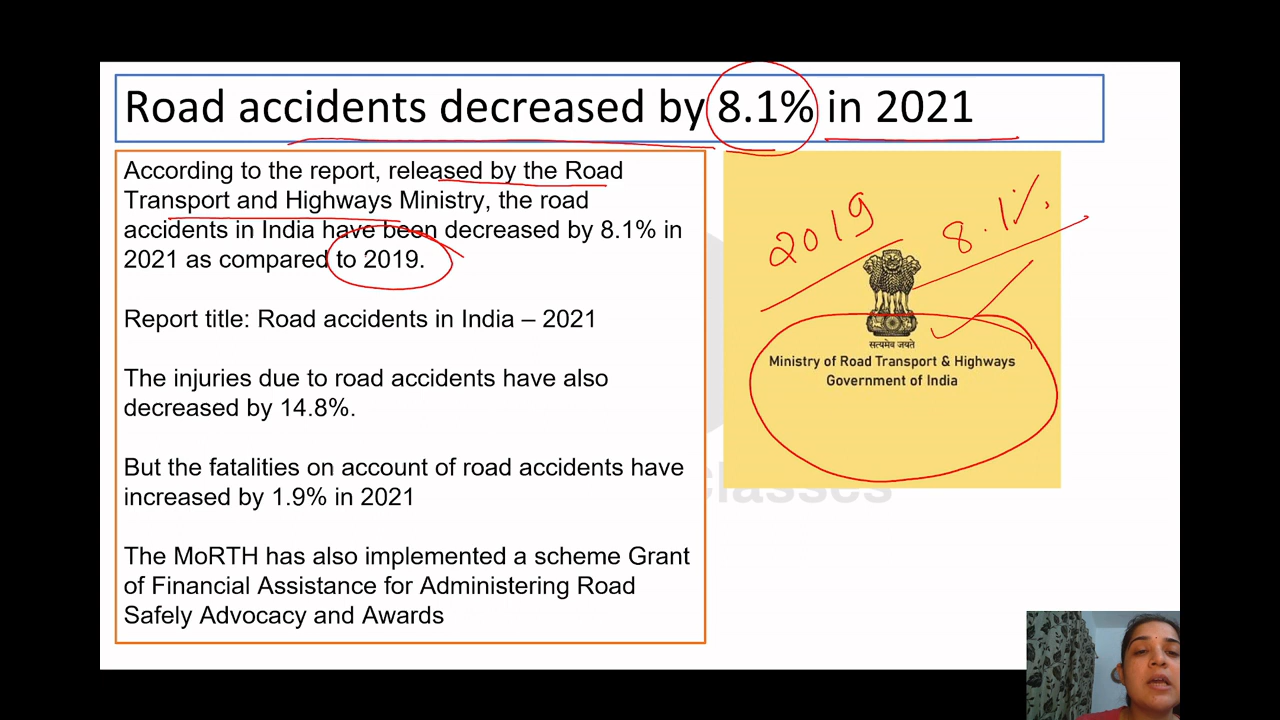 Road accidents decreased by 8.1% in 2021
According to the report, released by the Road
Transport and Highways Ministry, the road
accidents in India have been decreased by 8.1% in
2021 as compared to 2019.
Report title: Road accidents in India – 2021
The injuries due to road accidents have also
decreased by 14.8%.
But the fatalities on account of road accidents have
increased by 1.9% in 2021
The MoRTH has also implemented a scheme Grant
of Financial Assistance for Administering Road
Safely Advocacy and Awards
2019
8.1%
सत्यमेव जयते
Ministry of Road Transport & Highways
Government of India
classes